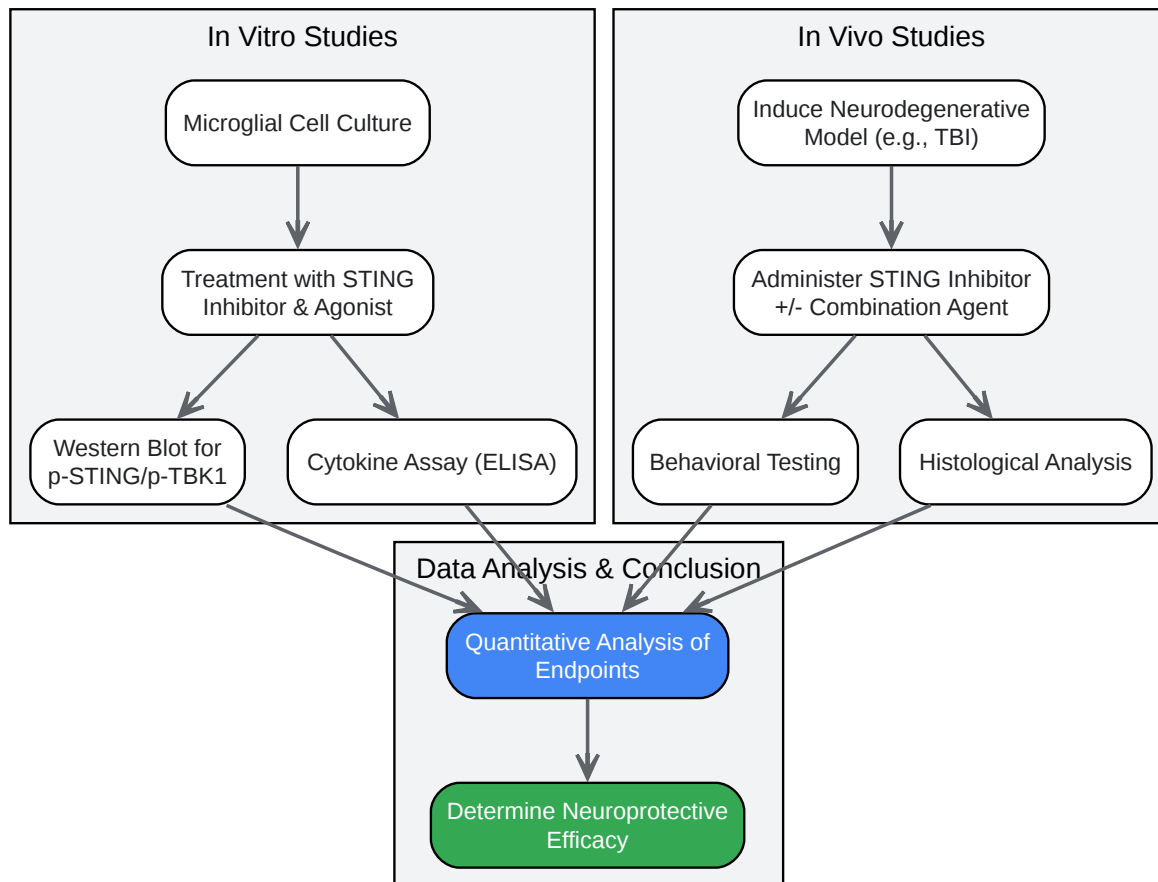 In Vitro Studies
Microglial Cell Culture
Treatment with STING
Inhibitor & Agonist
Western Blot for
p-STING/p-TBK1
Cytokine Assay (ELISA)
In Vivo Studies
Induce Neurodegenerative
Model (e.g., TBI)
Administer STING Inhibitor
+/- Combination Agent
Behavioral Testing
Histological Analysis
Data Analysis & Conclusion
Quantitative Analysis of
Endpoints
Determine Neuroprotective
Efficacy